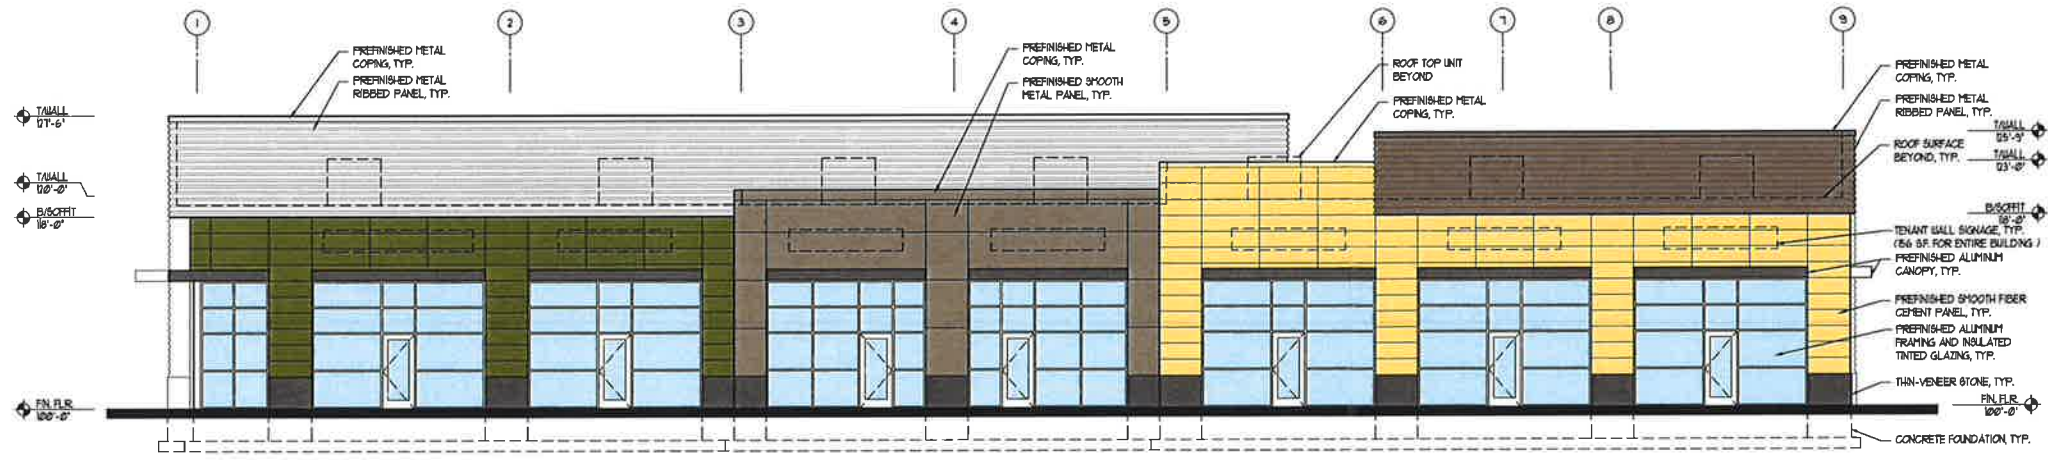 1 2 3 4 5 6 7 8 9
PREFINISHED METAL
COPING, TYP.
PREFINISHED METAL
RIBBED PANEL, TYP.
PREFINISHED METAL
COPING, TYP.
PREFINISHED SMOOTH
METAL PANEL, TYP.
ROOF TOP UNIT
BEYOND
PREFINISHED METAL
COPING, TYP.
PREFINISHED METAL
COPING, TYP.
PREFINISHED METAL
RIBBED PANEL, TYP.
ROOF SURFACE
BEYOND, TYP.
T/WALL
127'-6"
T/WALL
120'-0"
B/SOFFIT
118'-0"
FIN. FLR.
100'-0"
T/WALL
125'-9"
T/WALL
123'-0"
B/SOFFIT
118'-0"
TENANT WALL SIGNAGE, TYP.
(156 SF. FOR ENTIRE BUILDING )
PREFINISHED ALUMINUM
CANOPY, TYP.
PREFINISHED SMOOTH FIBER
CEMENT PANEL, TYP.
PREFINISHED ALUMINUM
FRAMING AND INSULATED
TINTED GLAZING, TYP.
THIN-VENEER STONE, TYP.
FIN. FLR.
100'-0"
CONCRETE FOUNDATION, TYP.